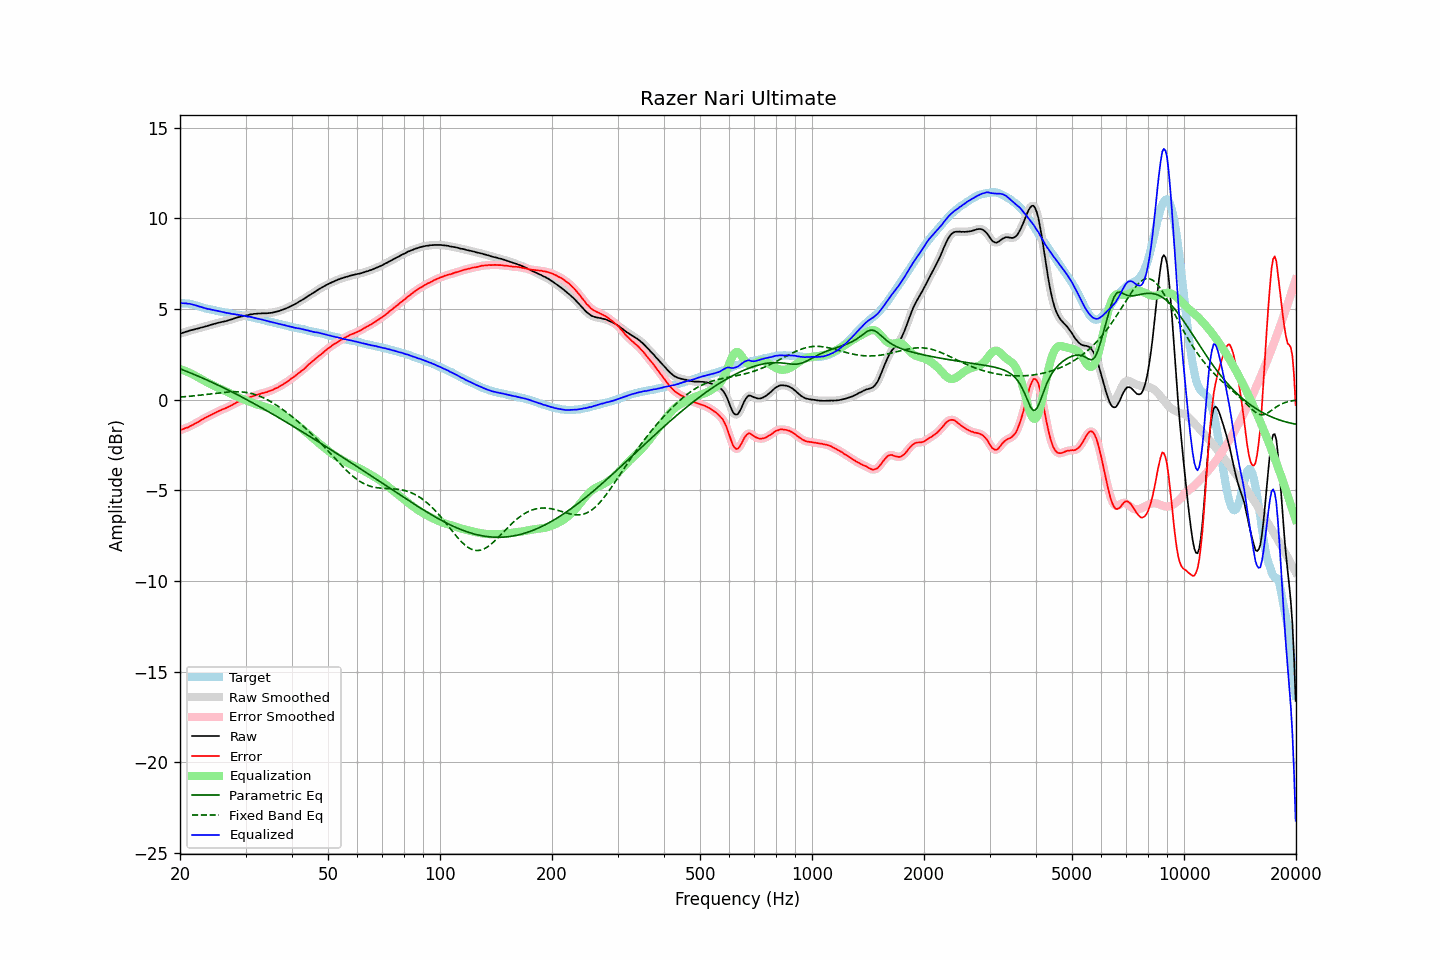 Razer Nari Ultimate
15
10
5
0
−5
−10
−15
−20
−25
Amplitude (dBr)
Target
Raw Smoothed
Error Smoothed
Raw
Error
Equalization
Parametric Eq
Fixed Band Eq
Equalized
20 50 100 200 500 1000 2000 5000 10000 20000
Frequency (Hz)